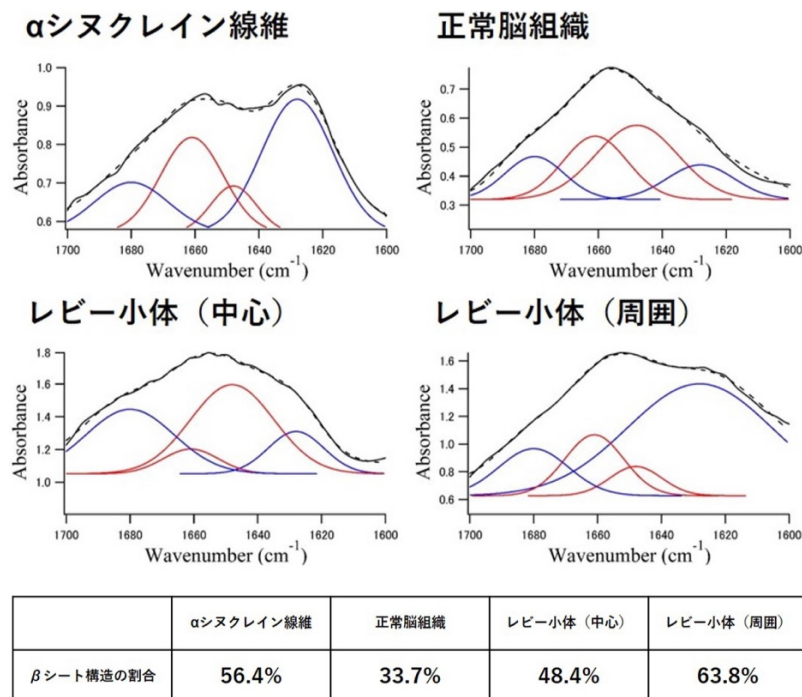 αシヌクレイン線維
正常脳組織
1.0
0.9
0.8
0.7
0.6
Absorbance
1700 1680 1660 1640 1620 1600
Wavenumber (cm⁻¹)
0.7
0.6
0.5
0.4
0.3
Absorbance
1700 1680 1660 1640 1620 1600
Wavenumber (cm⁻¹)
レビー小体（中心）
レビー小体（周囲）
1.8
1.6
1.4
1.2
1.0
Absorbance
1700 1680 1660 1640 1620 1600
Wavenumber (cm⁻¹)
1.6
1.4
1.2
1.0
0.8
0.6
Absorbance
1700 1680 1660 1640 1620 1600
Wavenumber (cm⁻¹)
αシヌクレイン線維 正常脳組織 レビー小体（中心） レビー小体（周囲）
βシート構造の割合 56.4% 33.7% 48.4% 63.8%